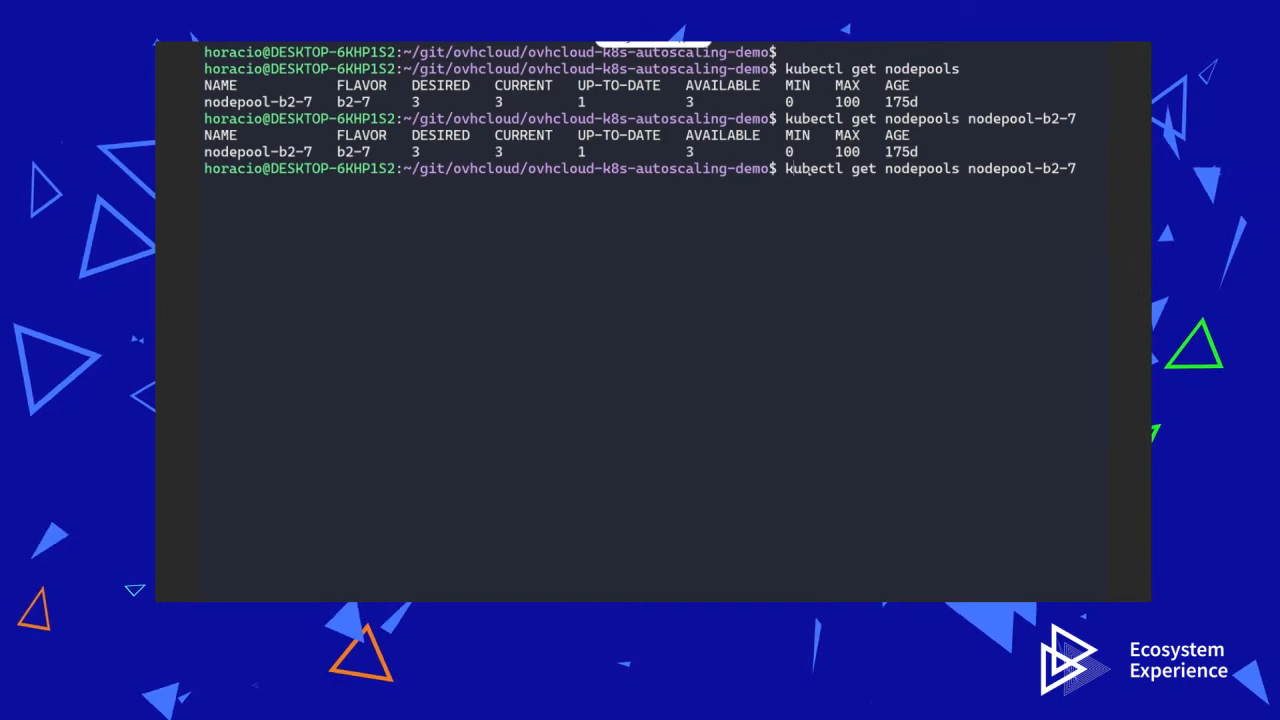 horacio@DESKTOP-6KHP1S2:~/git/ovhcloud/ovhcloud-k8s-autoscaling-demo$
horacio@DESKTOP-6KHP1S2:~/git/ovhcloud/ovhcloud-k8s-autoscaling-demo$ kubectl get nodepools
NAME FLAVOR DESIRED CURRENT UP-TO-DATE AVAILABLE MIN MAX AGE
nodepool-b2-7 b2-7 3 3 1 3 0 100 175d
horacio@DESKTOP-6KHP1S2:~/git/ovhcloud/ovhcloud-k8s-autoscaling-demo$ kubectl get nodepools nodepool-b2-7
NAME FLAVOR DESIRED CURRENT UP-TO-DATE AVAILABLE MIN MAX AGE
nodepool-b2-7 b2-7 3 3 1 3 0 100 175d
horacio@DESKTOP-6KHP1S2:~/git/ovhcloud/ovhcloud-k8s-autoscaling-demo$ kubectl get nodepools nodepool-b2-7
Ecosystem
Experience